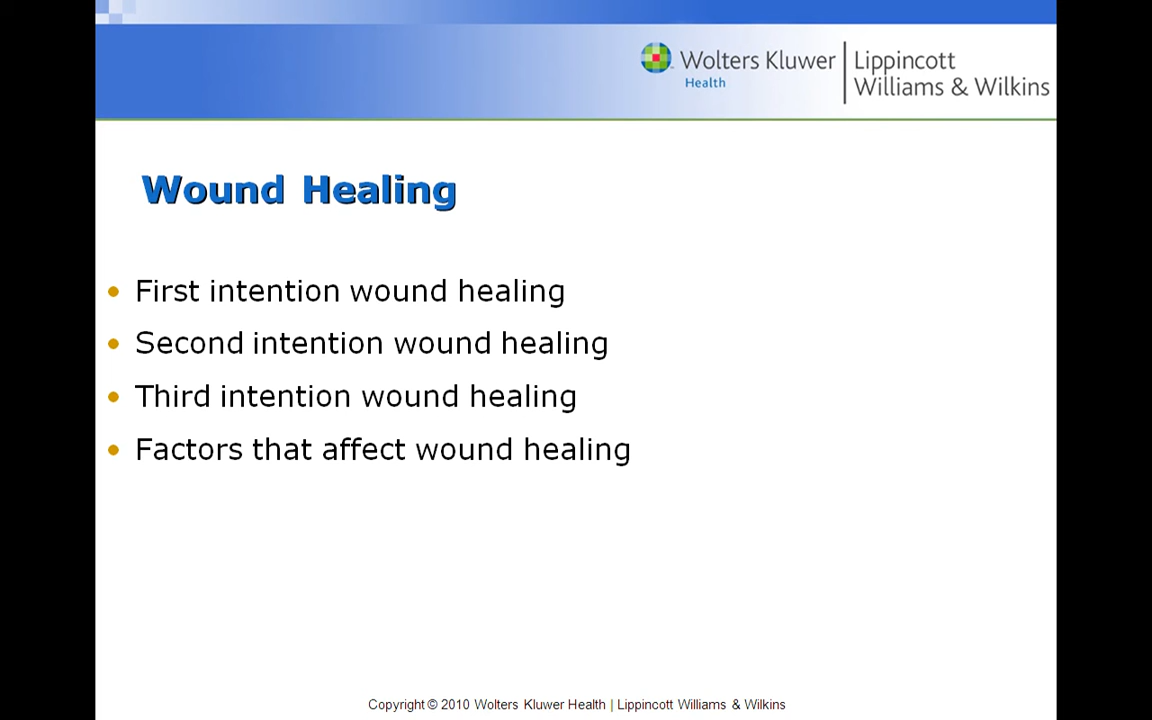 Wolters Kluwer
Health
Lippincott
Williams & Wilkins
Wound Healing
• First intention wound healing
• Second intention wound healing
• Third intention wound healing
• Factors that affect wound healing
Copyright © 2010 Wolters Kluwer Health | Lippincott Williams & Wilkins